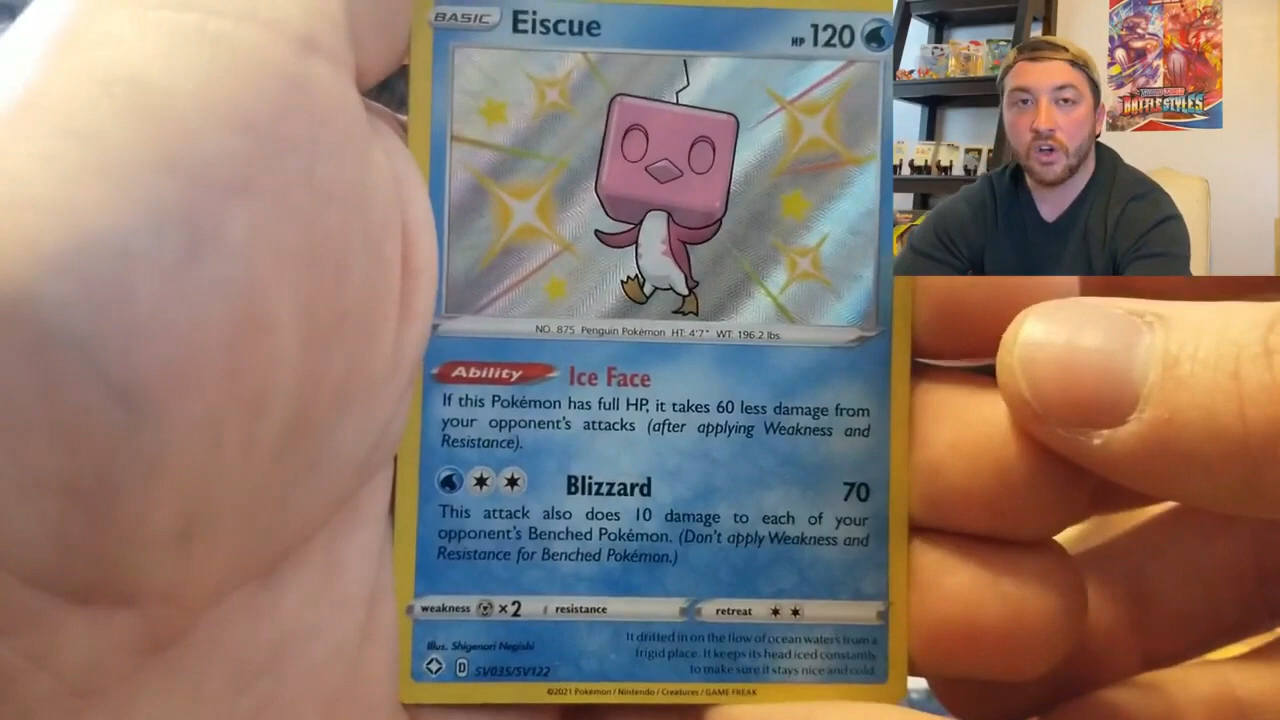 BASIC Eiscue HP 120
NO. 875 Penguin Pokémon HT: 4'7" WT: 196.2 lbs.
Ability Ice Face
If this Pokémon has full HP, it takes 60 less damage from
your opponent's attacks (after applying Weakness and
Resistance).
Blizzard 70
This attack also does 10 damage to each of your
opponent's Benched Pokémon. (Don't apply Weakness and
Resistance for Benched Pokémon.)
weakness ×2 resistance retreat
Illus. Shigenori Negishi
D SV035/SV122
It drifted in on the flow of ocean waters from a
frigid place. It keeps its head iced constantly
to make sure it stays nice and cold.
©2021 Pokémon / Nintendo / Creatures / GAME FREAK
BATTLE STYLES